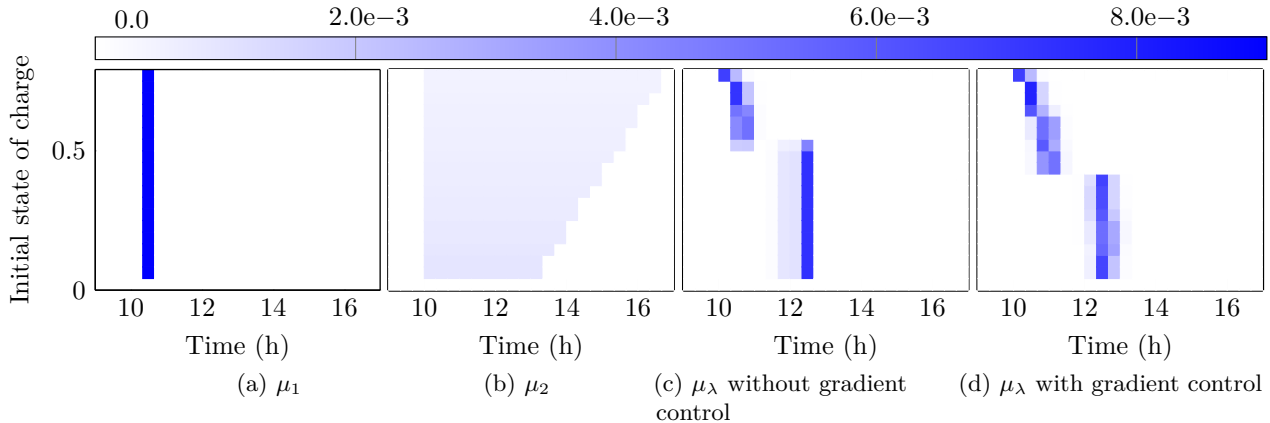 0.0 2.0e−3 4.0e−3 6.0e−3 8.0e−3
Initial state of charge
0.5
0
10 12 14 16 10 12 14 16 10 12 14 16 10 12 14 16
Time (h) Time (h) Time (h) Time (h)
(a) μ₁ (b) μ₂ (c) μ_λ without gradient (d) μ_λ with gradient control
control